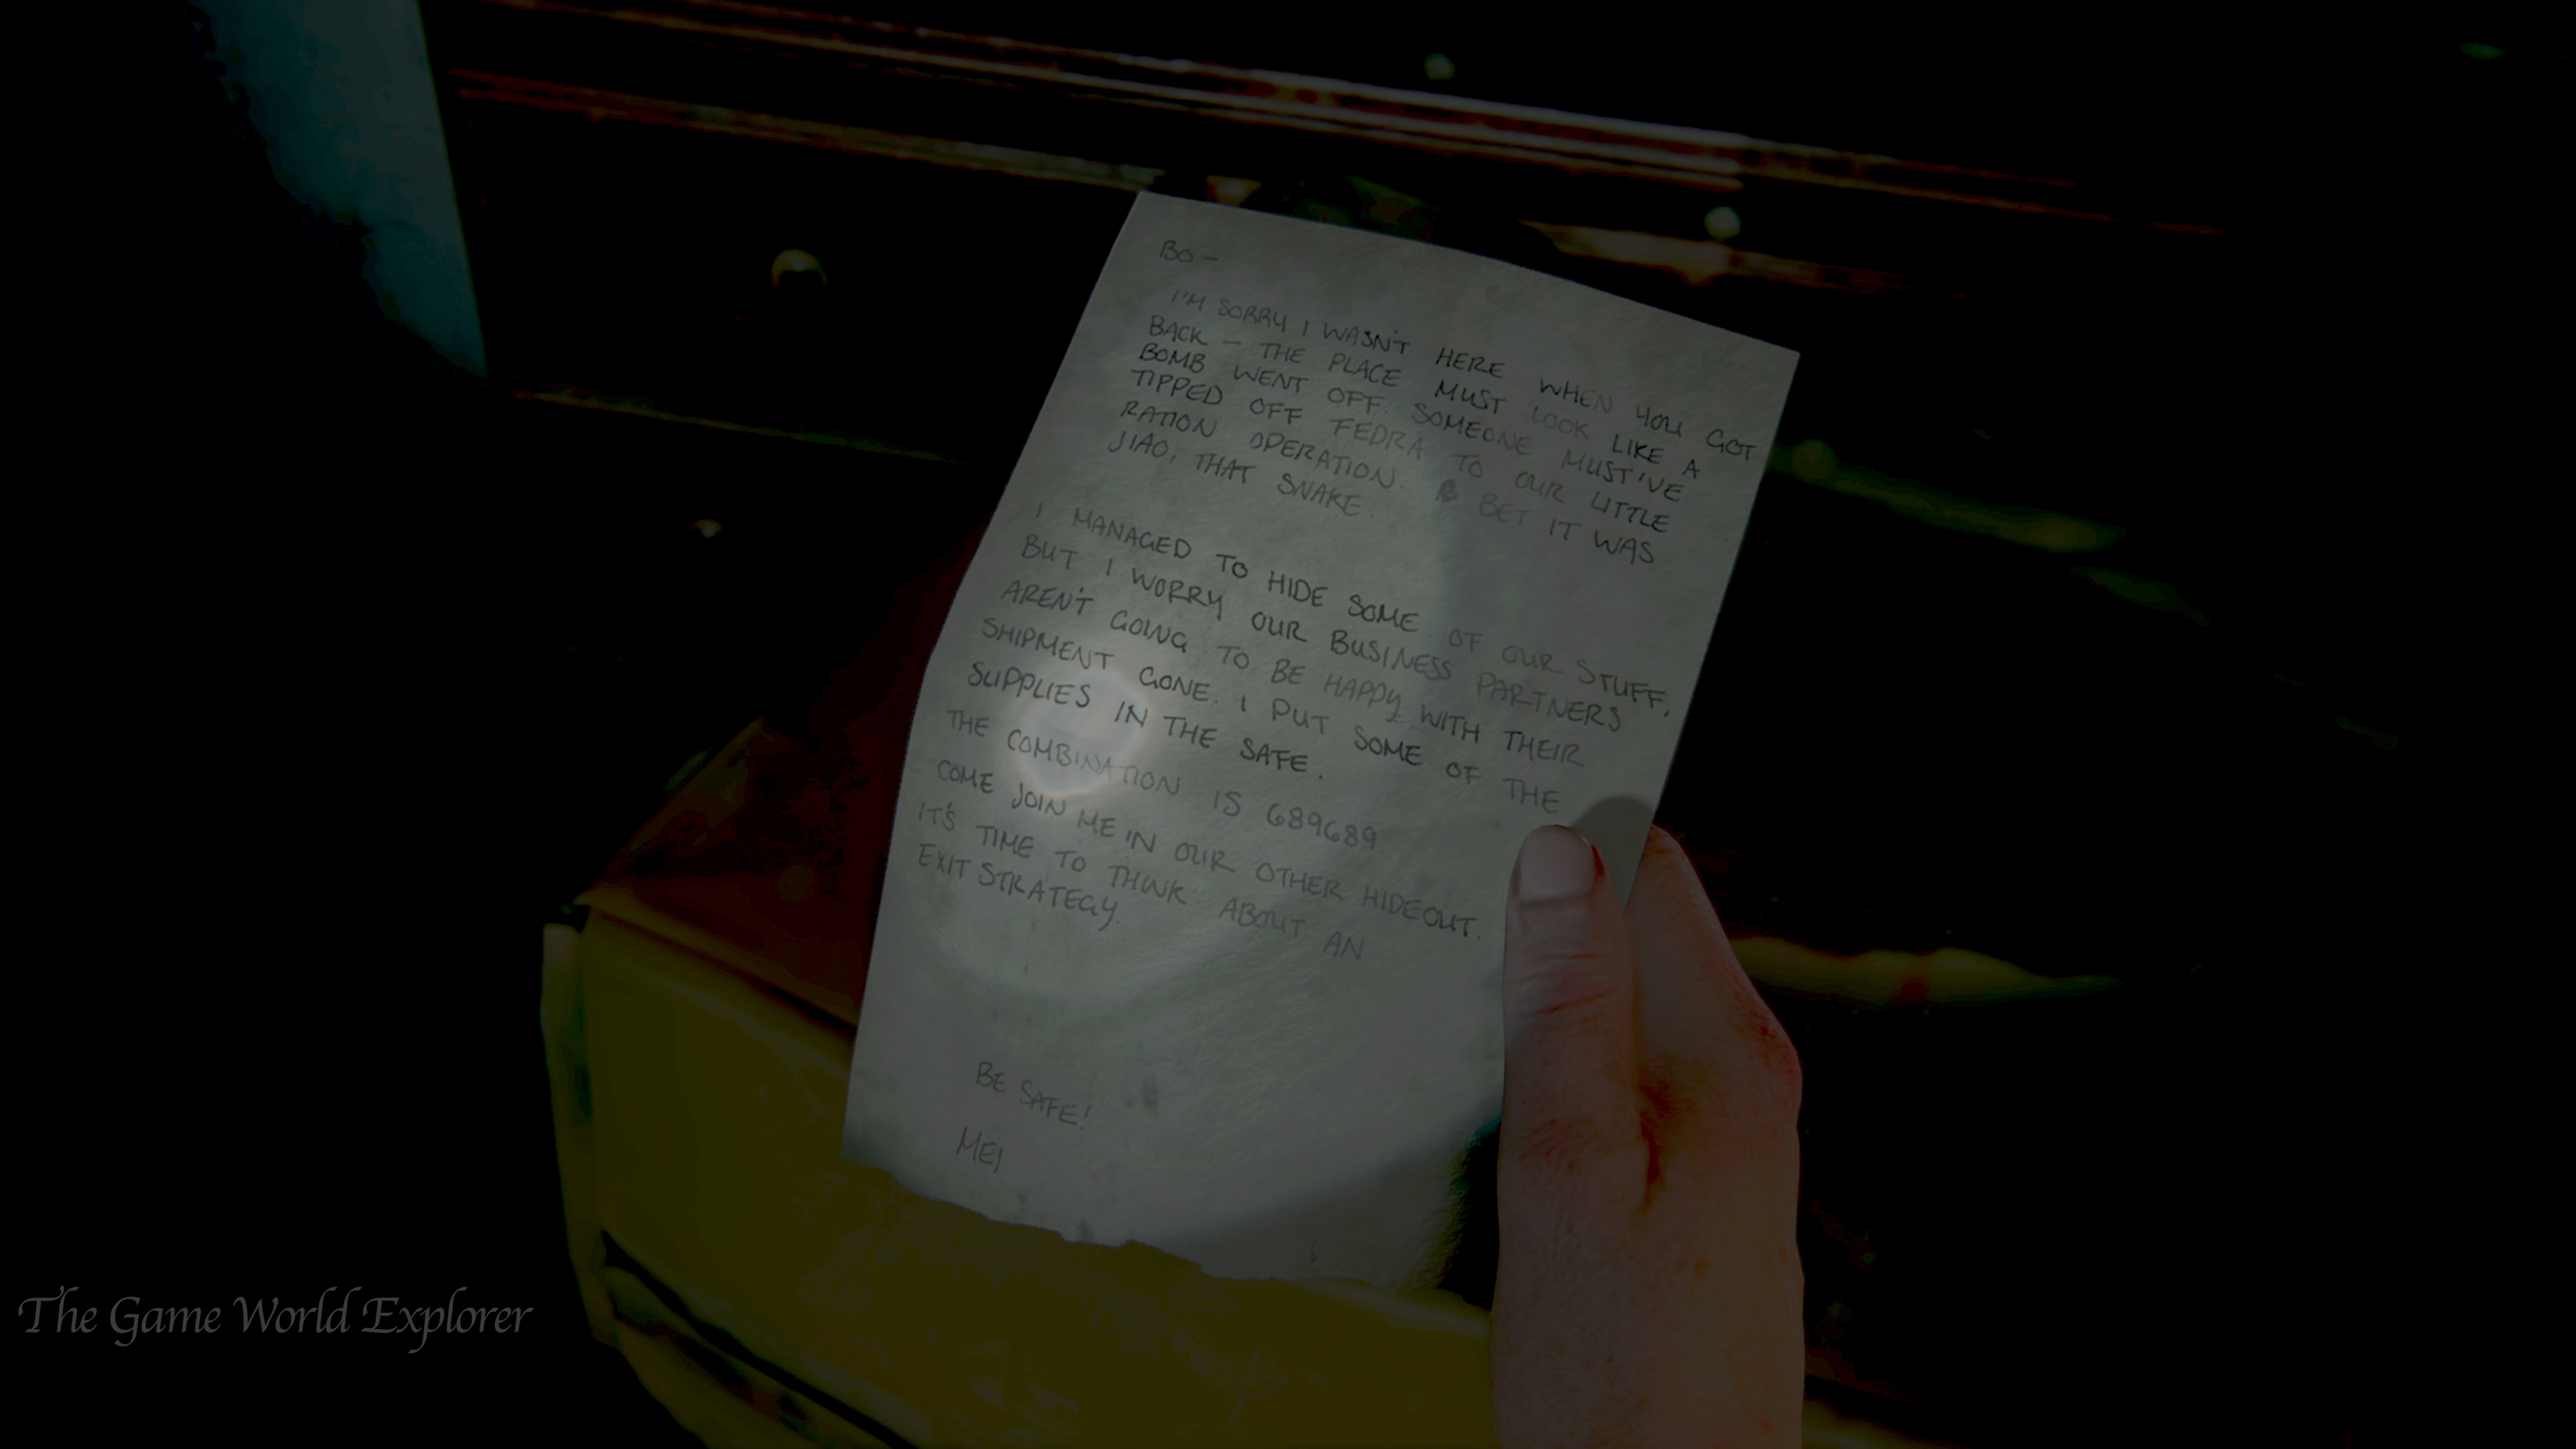 BO -
I'M SORRY I WASN'T HERE WHEN YOU GOT
BACK - THE PLACE MUST LOOK LIKE A
BOMB WENT OFF. SOMEONE MUST'VE
TIPPED OFF FEDRA TO OUR LITTLE
RATION OPERATION. BET IT WAS
JIAO, THAT SNAKE.
I MANAGED TO HIDE SOME OF OUR STUFF,
BUT I WORRY OUR BUSINESS PARTNERS
AREN'T GOING TO BE HAPPY WITH THEIR
SHIPMENT GONE. I PUT SOME OF THE
SUPPLIES IN THE SAFE.
THE COMBINATION IS 689689
COME JOIN ME IN OUR OTHER HIDEOUT.
IT'S TIME TO THINK ABOUT AN
EXIT STRATEGY.
BE SAFE!
MEI
The Game World Explorer